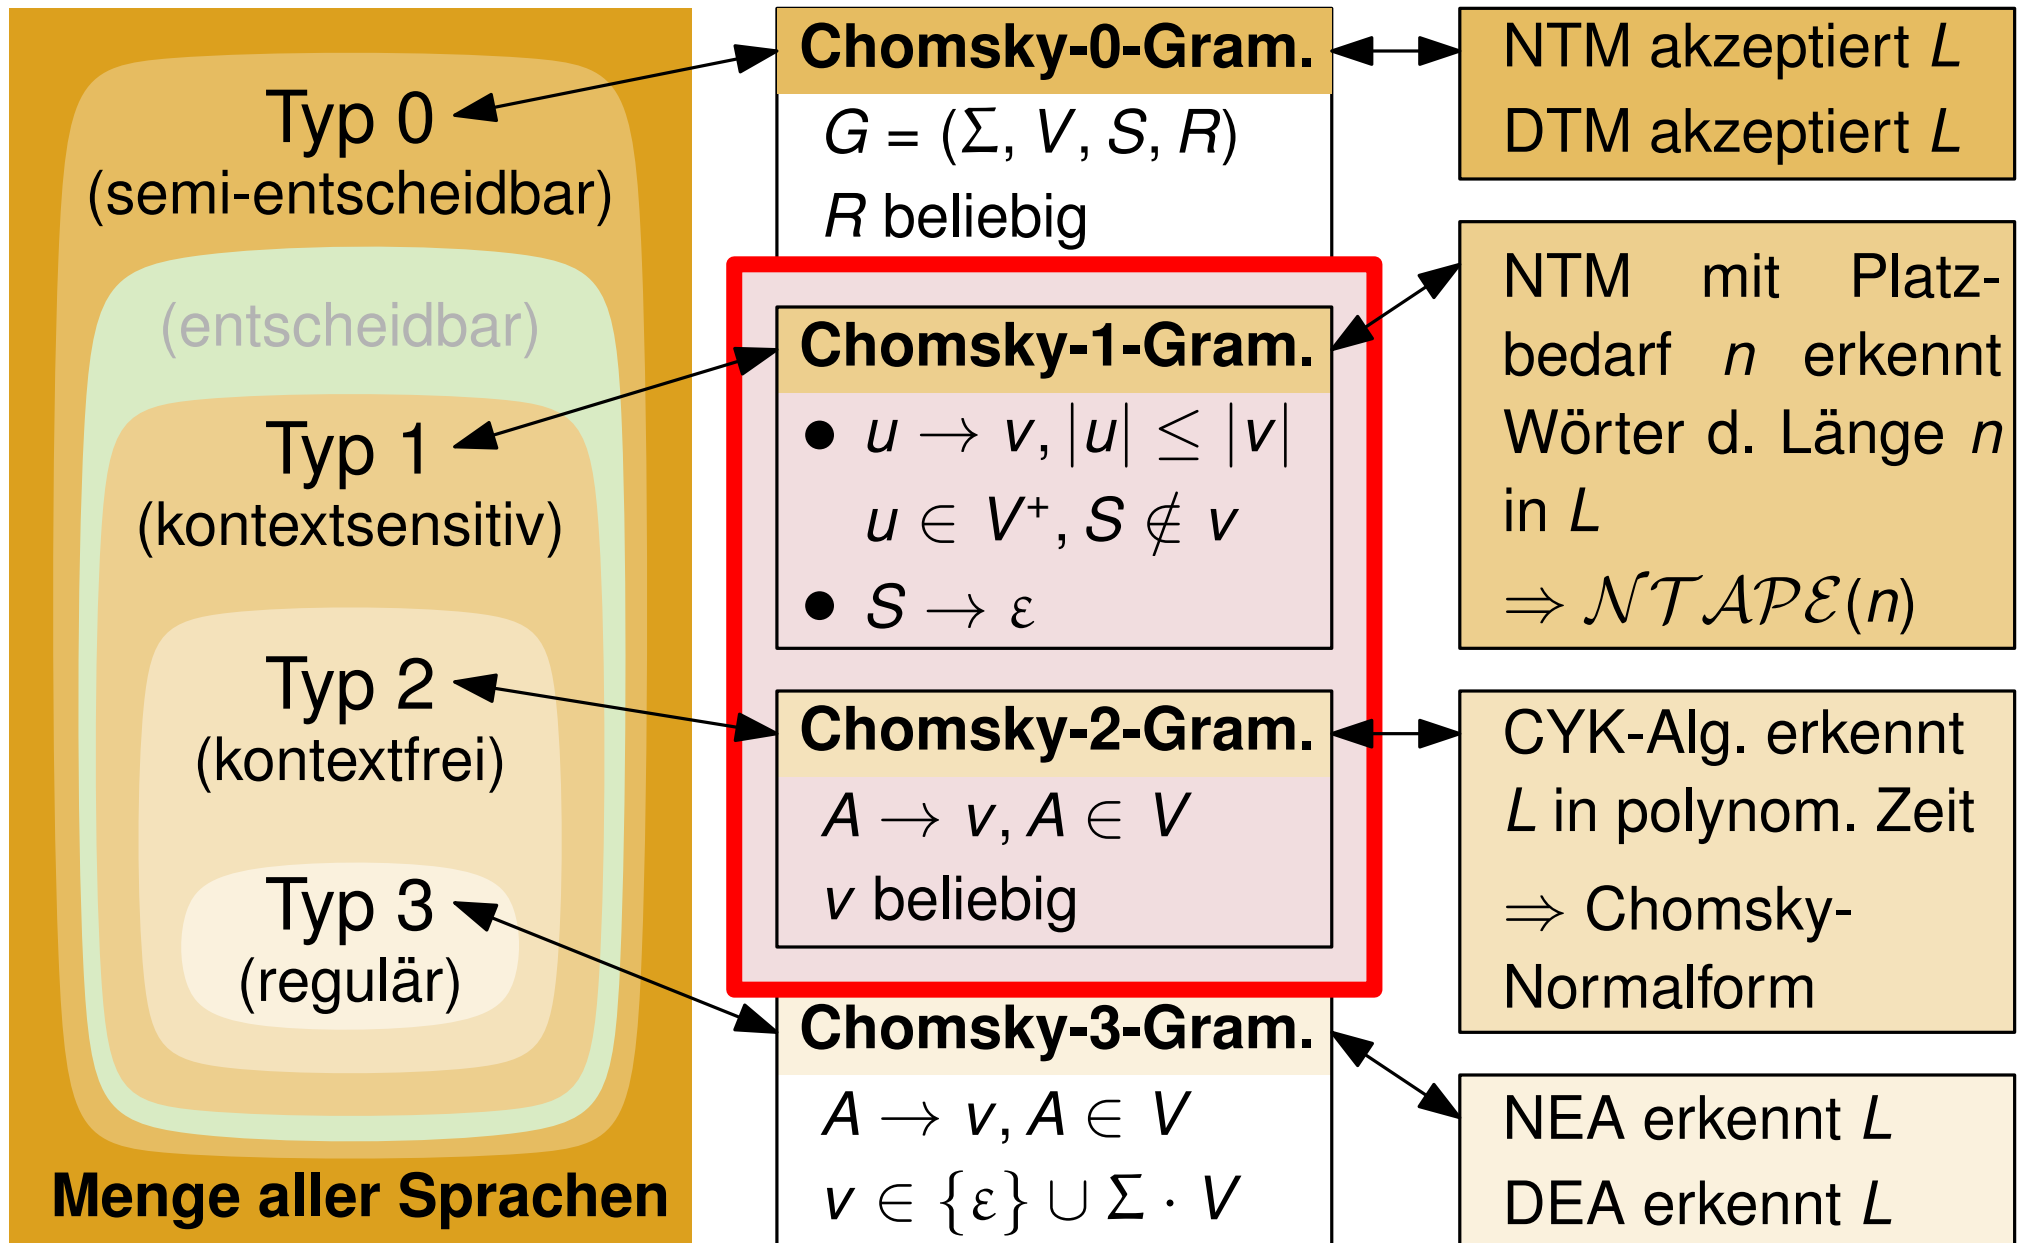 Typ 0
(semi-entscheidbar)
(entscheidbar)
Typ 1
(kontextsensitiv)
Typ 2
(kontextfrei)
Typ 3
(regulär)
Menge aller Sprachen
Chomsky-0-Gram.
G = (Σ, V, S, R)
R beliebig
Chomsky-1-Gram.
• u → v, |u| ≤ |v|
u ∈ V⁺, S ∉ v
• S → ε
Chomsky-2-Gram.
A → v, A ∈ V
v beliebig
Chomsky-3-Gram.
A → v, A ∈ V
v ∈ {ε} ∪ Σ · V
NTM akzeptiert L
DTM akzeptiert L
NTM mit Platz-
bedarf n erkennt
Wörter d. Länge n
in L
⇒ 𝒩𝒯𝒜𝒫ℰ(n)
CYK-Alg. erkennt
L in polynom. Zeit
⇒ Chomsky-
Normalform
NEA erkennt L
DEA erkennt L